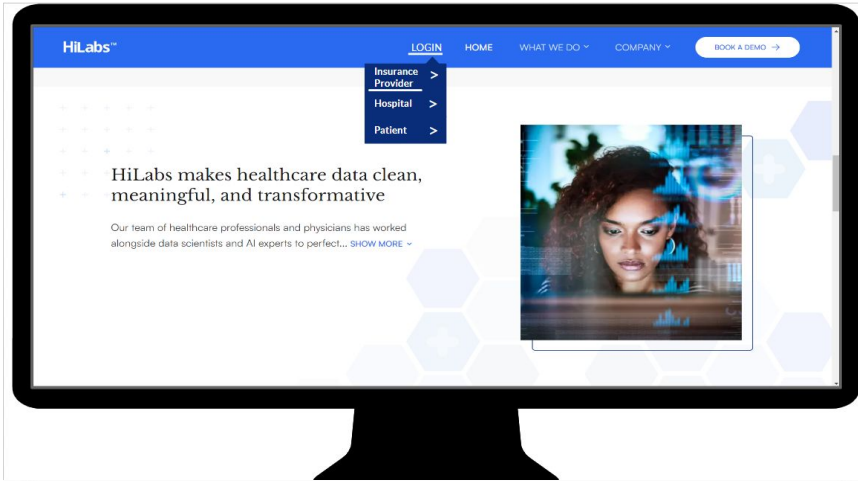 HiLabs™
LOGIN
HOME
WHAT WE DO
COMPANY
BOOK A DEMO →
Insurance
Provider >
Hospital >
Patient >
HiLabs makes healthcare data clean,
meaningful, and transformative
Our team of healthcare professionals and physicians has worked
alongside data scientists and AI experts to perfect... SHOW MORE